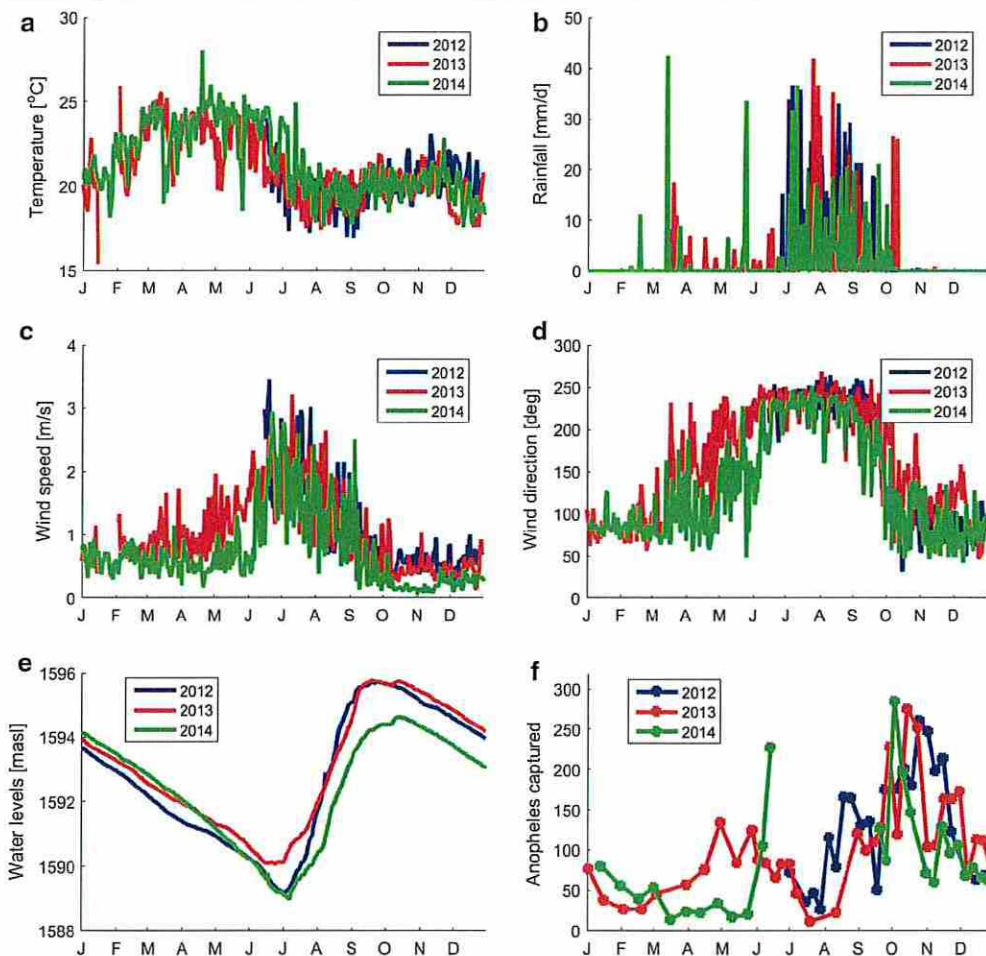 a
30
25
20
15
Temperature [°C]
2012
2013
2014
J F M A M J J A S O N D
b
50
40
30
20
10
0
Rainfall [mm/d]
2012
2013
2014
J F M A M J J A S O N D
c
4
3
2
1
0
Wind speed [m/s]
2012
2013
2014
J F M A M J J A S O N D
d
300
250
200
150
100
50
0
Wind direction [deg]
2012
2013
2014
J F M A M J J A S O N D
e
1596
1594
1592
1590
1588
Water levels [masl]
2012
2013
2014
J F M A M J J A S O N D
f
300
250
200
150
100
50
0
Anopheles captured
2012
2013
2014
J F M A M J J A S O N D